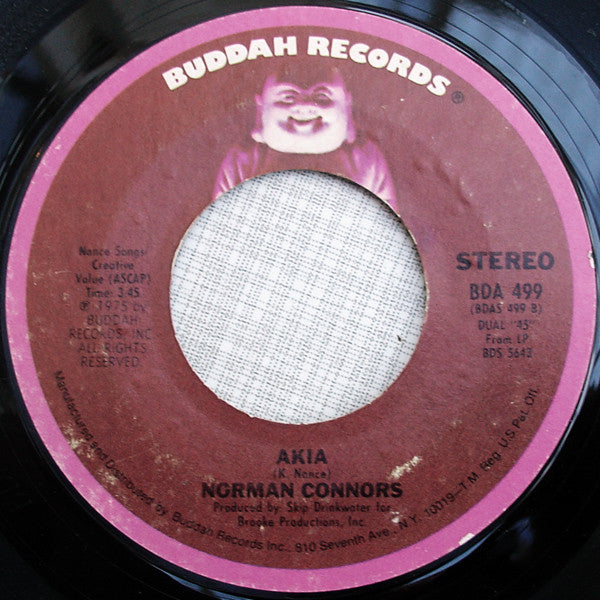 BUDDAH RECORDS®
Nance Songs/
Creative
Value (ASCAP)
Time: 3:45
℗ 1975 by
BUDDAH
RECORDS, INC.
ALL RIGHTS
RESERVED
STEREO
BDA 499
(BDAS 499 B)
DUAL "45"
From LP
BDS 5643
AKIA
(K. Nance)
NORMAN CONNORS
Produced by: Skip Drinkwater for
Brooke Productions, Inc.
Manufactured and Distributed by Buddah Records Inc., 810 Seventh Ave., N.Y., N.Y. 10019-T.M. Reg. U.S. Pat. Off.